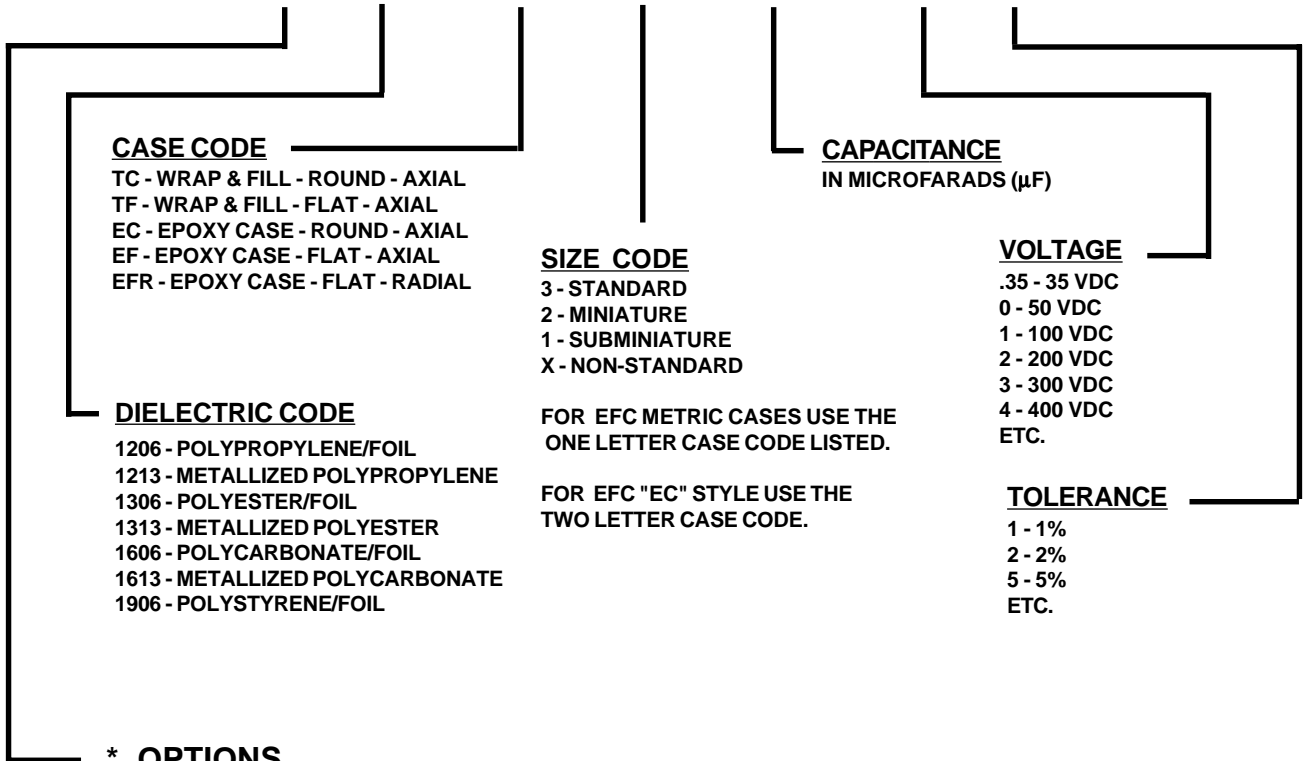 CASE CODE
TC - WRAP & FILL - ROUND - AXIAL
TF - WRAP & FILL - FLAT - AXIAL
EC - EPOXY CASE - ROUND - AXIAL
EF - EPOXY CASE - FLAT - AXIAL
EFR - EPOXY CASE - FLAT - RADIAL
DIELECTRIC CODE
1206 - POLYPROPYLENE/FOIL
1213 - METALLIZED POLYPROPYLENE
1306 - POLYESTER/FOIL
1313 - METALLIZED POLYESTER
1606 - POLYCARBONATE/FOIL
1613 - METALLIZED POLYCARBONATE
1906 - POLYSTYRENE/FOIL
SIZE CODE
3 - STANDARD
2 - MINIATURE
1 - SUBMINIATURE
X - NON-STANDARD
FOR EFC METRIC CASES USE THE
ONE LETTER CASE CODE LISTED.
FOR EFC "EC" STYLE USE THE
TWO LETTER CASE CODE.
CAPACITANCE
IN MICROFARADS (µF)
VOLTAGE
.35 - 35 VDC
0 - 50 VDC
1 - 100 VDC
2 - 200 VDC
3 - 300 VDC
4 - 400 VDC
ETC.
TOLERANCE
1 - 1%
2 - 2%
5 - 5%
ETC.
* OPTIONS